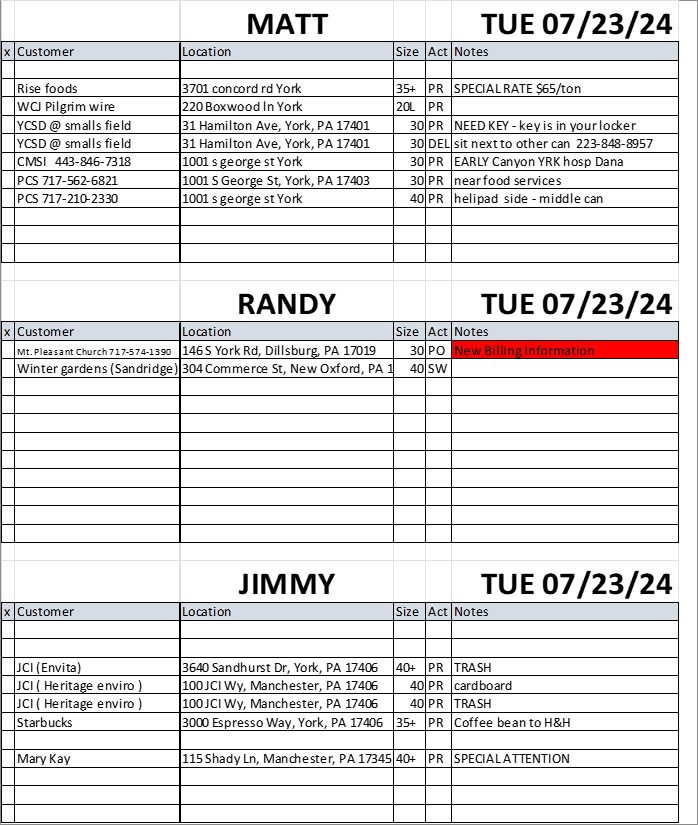 MATT TUE 07/23/24
x Customer Location Size Act Notes
Rise foods 3701 concord rd York 35+ PR SPECIAL RATE $65/ton
WCJ Pilgrim wire 220 Boxwood ln York 20L PR
YCSD @ smalls field 31 Hamilton Ave, York, PA 17401 30 PR NEED KEY - key is in your locker
YCSD @ smalls field 31 Hamilton Ave, York, PA 17401 30 DEL sit next to other can 223-848-8957
CMSI 443-846-7318 1001 s george st York 30 PR EARLY Canyon YRK hosp Dana
PCS 717-562-6821 1001 S George St, York, PA 17403 30 PR near food services
PCS 717-210-2330 1001 s george st York 40 PR helipad side - middle can
RANDY TUE 07/23/24
x Customer Location Size Act Notes
Mt. Pleasant Church 717-574-1390 146 S York Rd, Dillsburg, PA 17019 30 PO New Billing Information
Winter gardens (Sandridge) 304 Commerce St, New Oxford, PA 1 40 SW
JIMMY TUE 07/23/24
x Customer Location Size Act Notes
JCI (Envita) 3640 Sandhurst Dr, York, PA 17406 40+ PR TRASH
JCI ( Heritage enviro ) 100 JCI Wy, Manchester, PA 17406 40 PR cardboard
JCI ( Heritage enviro ) 100 JCI Wy, Manchester, PA 17406 40 PR TRASH
Starbucks 3000 Espresso Way, York, PA 17406 35+ PR Coffee bean to H&H
Mary Kay 115 Shady Ln, Manchester, PA 17345 40+ PR SPECIAL ATTENTION